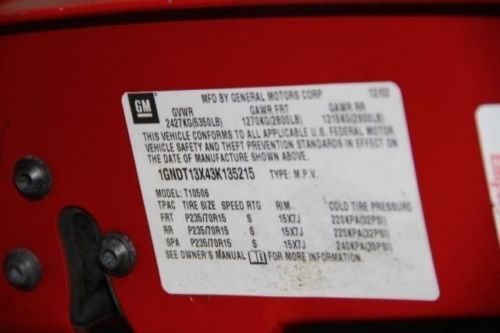 GM
MFD BY GENERAL MOTORS CORP 12/02
GVWR GAWR FRT GAWR RR
2427KG(5350LB) 1270KG(2800LB) 1315KG(2900LB)
THIS VEHICLE CONFORMS TO ALL APPLICABLE U.S. FEDERAL MOTOR
VEHICLE SAFETY AND THEFT PREVENTION STANDARDS IN EFFECT ON
THE DATE OF MANUFACTURE SHOWN ABOVE.
1GNDT13X43K135215 TYPE: M.P.V.
MODEL: T10506
TPAC TIRE SIZE SPEED RTG RIM COLD TIRE PRESSURE
FRT P235/70R15 S 15X7J 220KPA(32PSI)
RR P235/70R15 S 15X7J 220KPA(32PSI)
SPA P235/70R15 S 15X7J 240KPA(35PSI)
SEE OWNER'S MANUAL FOR MORE INFORMATION